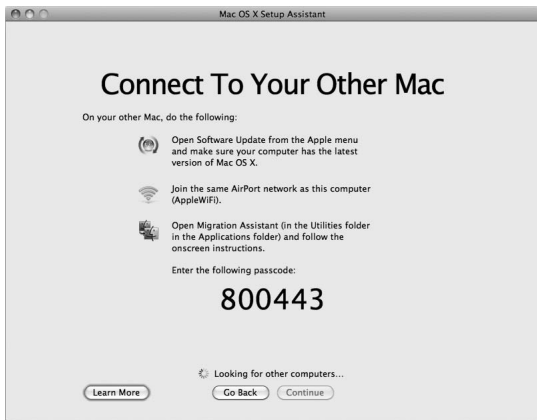 Mac OS X Setup Assistant
Connect To Your Other Mac
On your other Mac, do the following:
Open Software Update from the Apple menu
and make sure your computer has the latest
version of Mac OS X.
Join the same AirPort network as this computer
(AppleWiFi).
Open Migration Assistant (in the Utilities folder
in the Applications folder) and follow the
onscreen instructions.
Enter the following passcode:
800443
Looking for other computers...
Learn More
Go Back
Continue